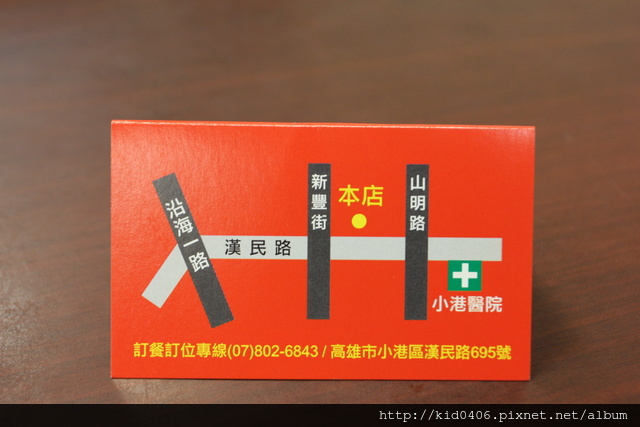 沿海一路
新豐街
本店
山明路
漢民路
小港醫院
訂餐訂位專線(07)802-6843 / 高雄市小港區漢民路695號
http://kid0406.pixnet.net/album